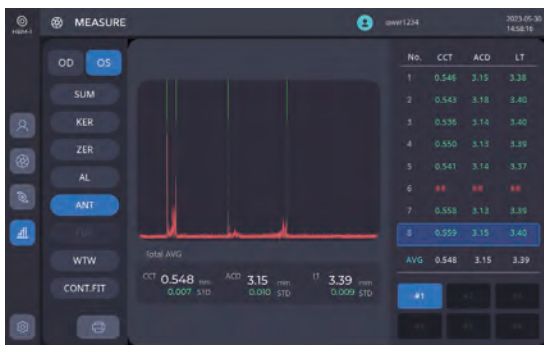 MEASURE
2023-05-30
14:58:16
OD OS
SUM
KER
ZER
AL
ANT
WTW
CONT.FIT
Total AVG
CCT 0.548 mm ACD 3.15 mm LT 3.39 mm
0.007 STD 0.010 STD 0.009 STD
No. CCT ACD LT
1 0.546 3.15 3.38
2 0.543 3.18 3.40
3 0.536 3.14 3.40
4 0.550 3.13 3.39
5 0.541 3.14 3.37
6
7 0.558 3.13 3.39
8 0.559 3.15 3.40
AVG 0.548 3.15 3.39
#1